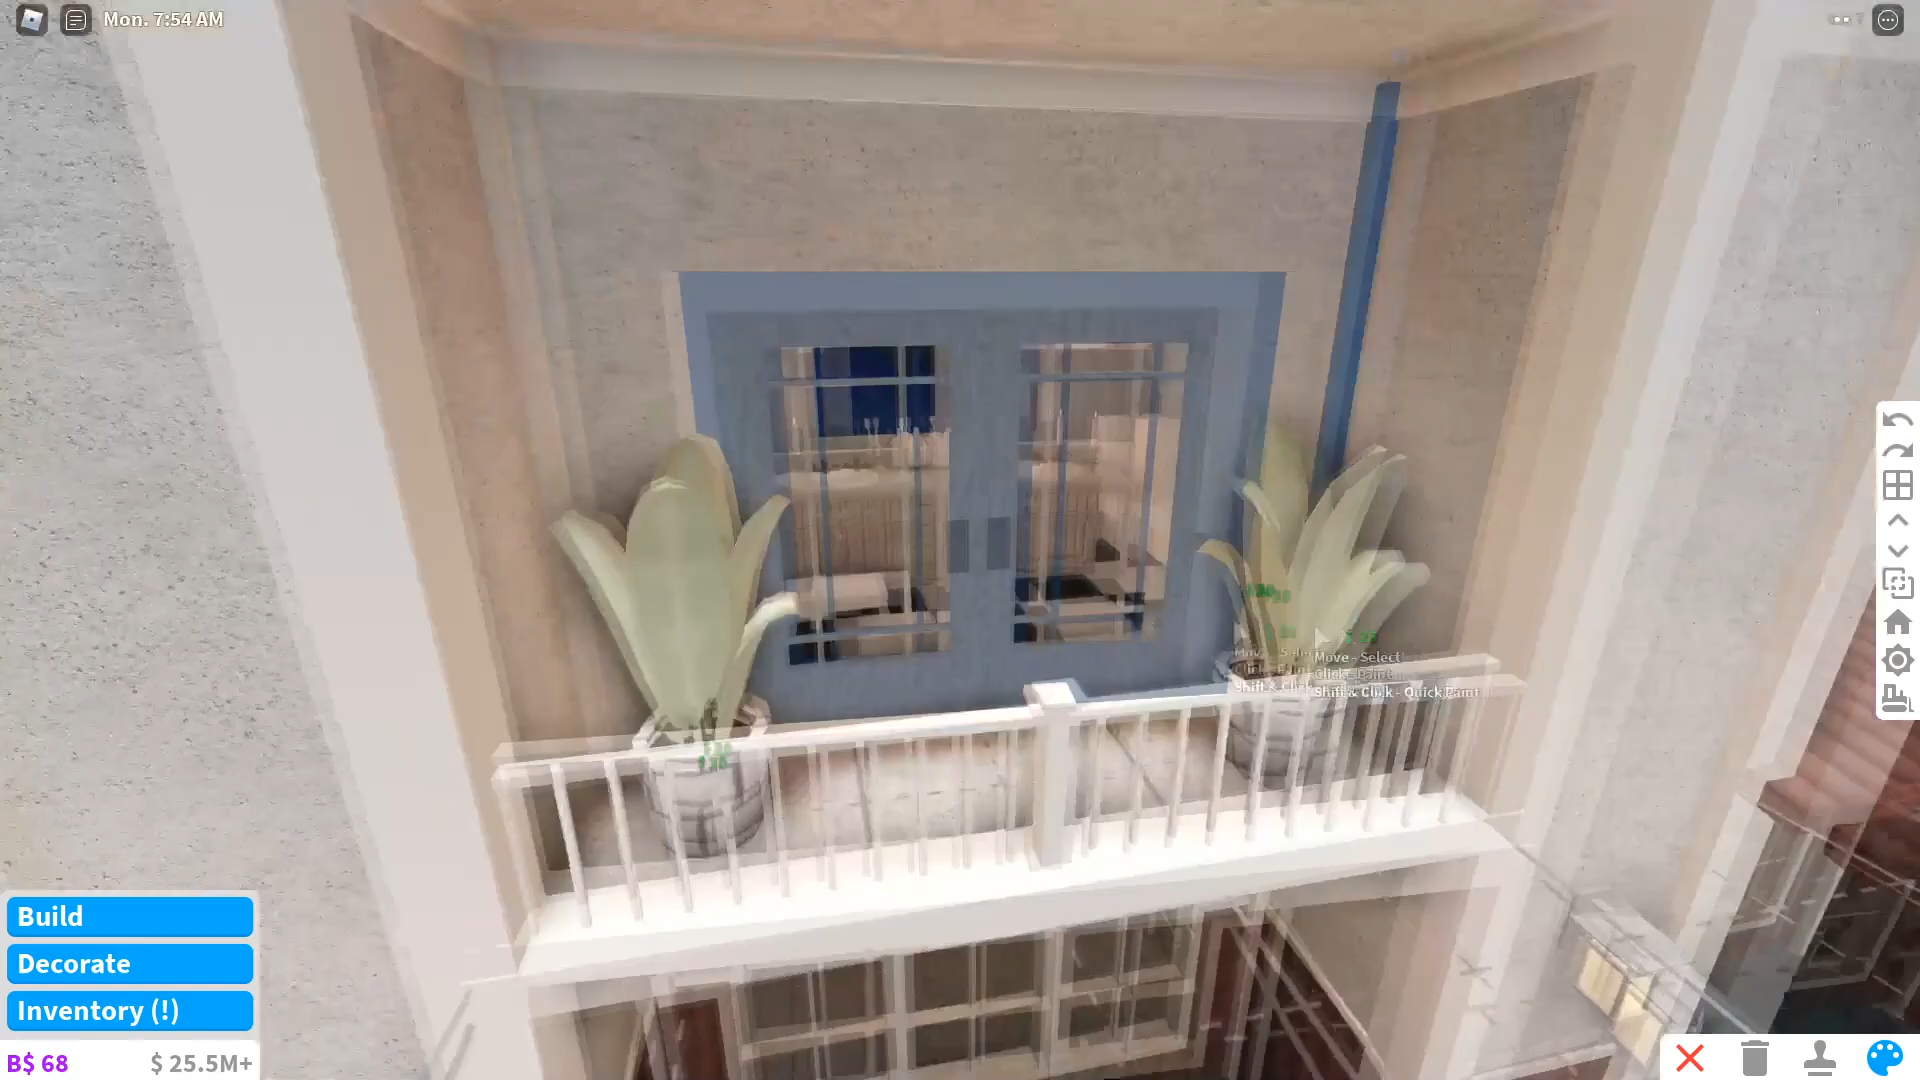 Mon. 7:54 AM
Move - Select
Click - Paint
Shift & Click - Quick Paint
Build
Decorate
Inventory (!)
B$ 68
$ 25.5M+